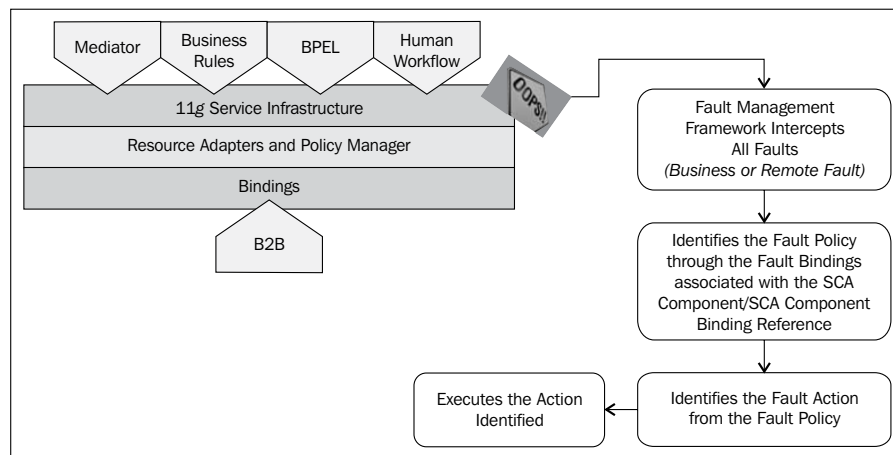 Mediator
Business
Rules
BPEL
Human
Workflow
OOPS!!
11g Service Infrastructure
Resource Adapters and Policy Manager
Bindings
B2B
Fault Management
Framework Intercepts
All Faults
(Business or Remote Fault)
Identifies the Fault Policy
through the Fault Bindings
associated with the SCA
Component/SCA Component
Binding Reference
Executes the Action
Identified
Identifies the Fault Action
from the Fault Policy